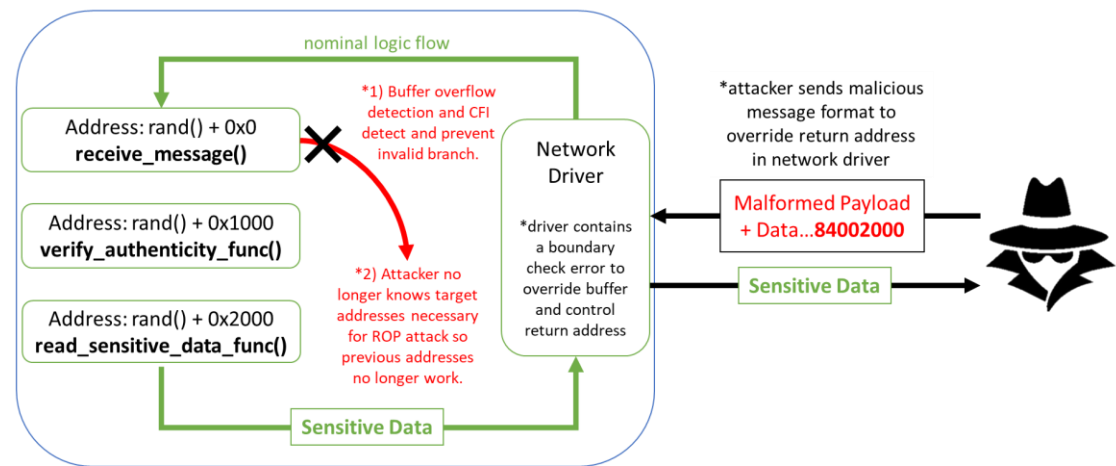 nominal logic flow
Address: rand() + 0x0
receive_message()
*1) Buffer overflow
detection and CFI
detect and prevent
invalid branch.
Address: rand() + 0x1000
verify_authenticity_func()
*2) Attacker no
longer knows target
addresses necessary
for ROP attack so
previous addresses
no longer work.
Address: rand() + 0x2000
read_sensitive_data_func()
Sensitive Data
Network
Driver
*driver contains
a boundary
check error to
override buffer
and control
return address
*attacker sends malicious
message format to
override return address
in network driver
Malformed Payload
+ Data...84002000
Sensitive Data